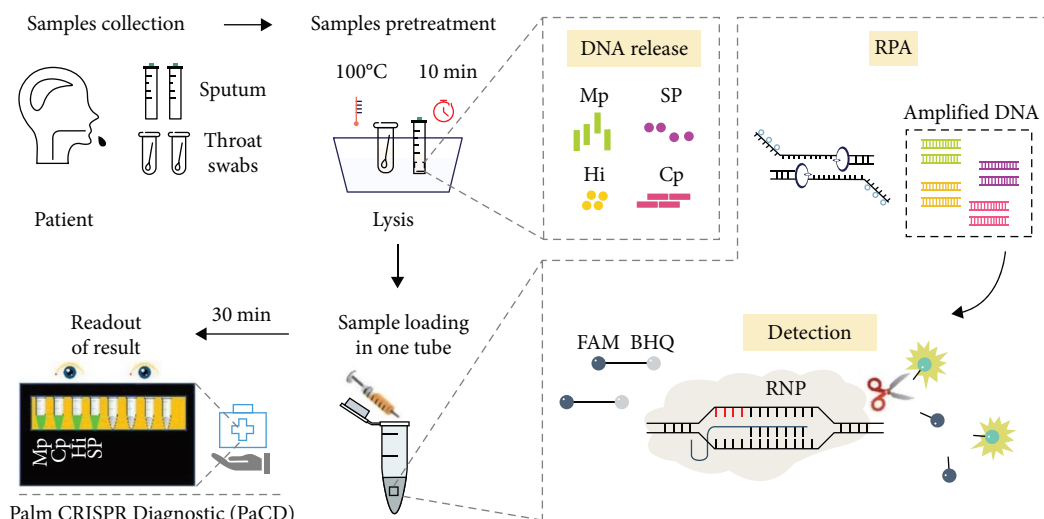 Samples collection
Samples pretreatment
100°C
10 min
Sputum
Throat
swabs
Patient
Lysis
DNA release
Mp
SP
Hi
Cp
RPA
Amplified DNA
30 min
Readout
of result
Sample loading
in one tube
Mp
Cp
Hi
SP
Palm CRISPR Diagnostic (PaCD)
Detection
FAM
BHQ
RNP